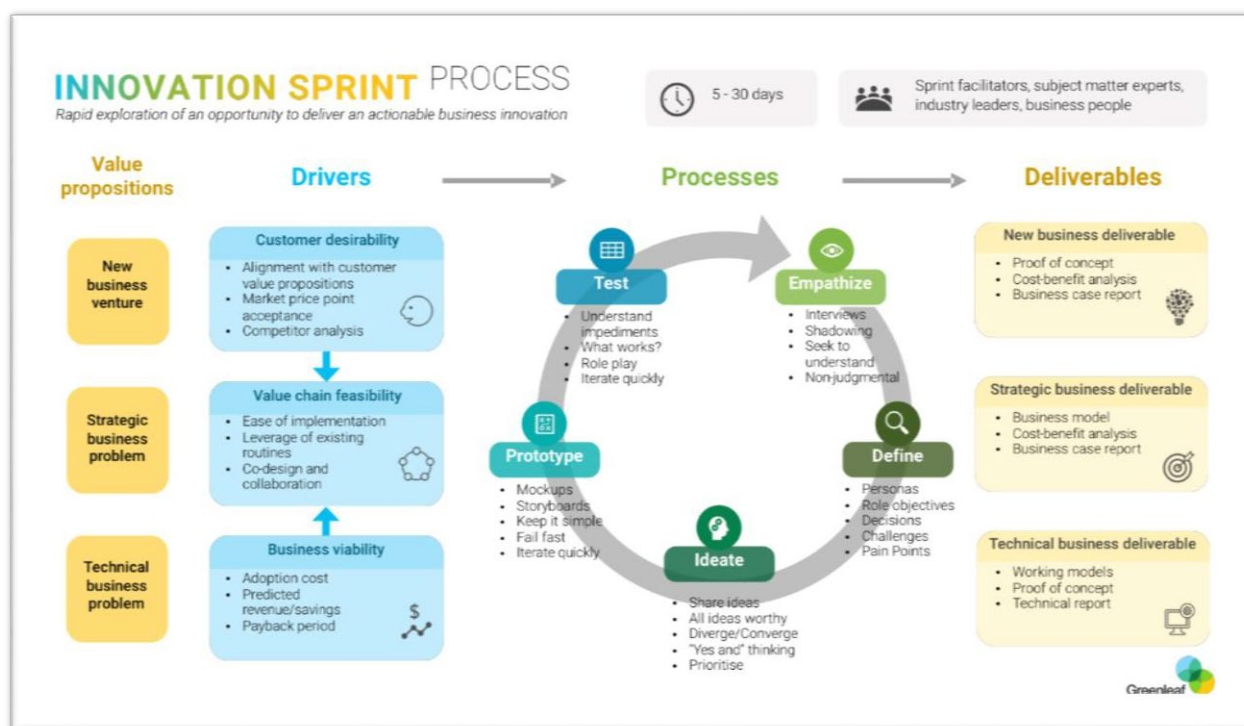 INNOVATION SPRINT PROCESS
Rapid exploration of an opportunity to deliver an actionable business innovation
5 - 30 days
Sprint facilitators, subject matter experts,
industry leaders, business people
Value
propositions
Drivers
Processes
Deliverables
New
business
venture
Strategic
business
problem
Technical
business
problem
Customer desirability
• Alignment with customer
value propositions
• Market price point
acceptance
• Competitor analysis
Value chain feasibility
• Ease of implementation
• Leverage of existing
routines
• Co-design and
collaboration
Business viability
• Adoption cost
• Predicted
revenue/savings
• Payback period
$
Test
• Understand
impediments
• What works?
• Role play
• Iterate quickly
Empathize
• Interviews
• Shadowing
• Seek to
understand
• Non-judgmental
Prototype
• Mockups
• Storyboards
• Keep it simple
• Fail fast
• Iterate quickly
Define
• Personas
• Role objectives
• Decisions
• Challenges
• Pain Points
Ideate
• Share ideas
• All ideas worthy
• Diverge/Converge
• "Yes and" thinking
• Prioritise
New business deliverable
• Proof of concept
• Cost-benefit analysis
• Business case report
Strategic business deliverable
• Business model
• Cost-benefit analysis
• Business case report
Technical business deliverable
• Working models
• Proof of concept
• Technical report
Greenleaf